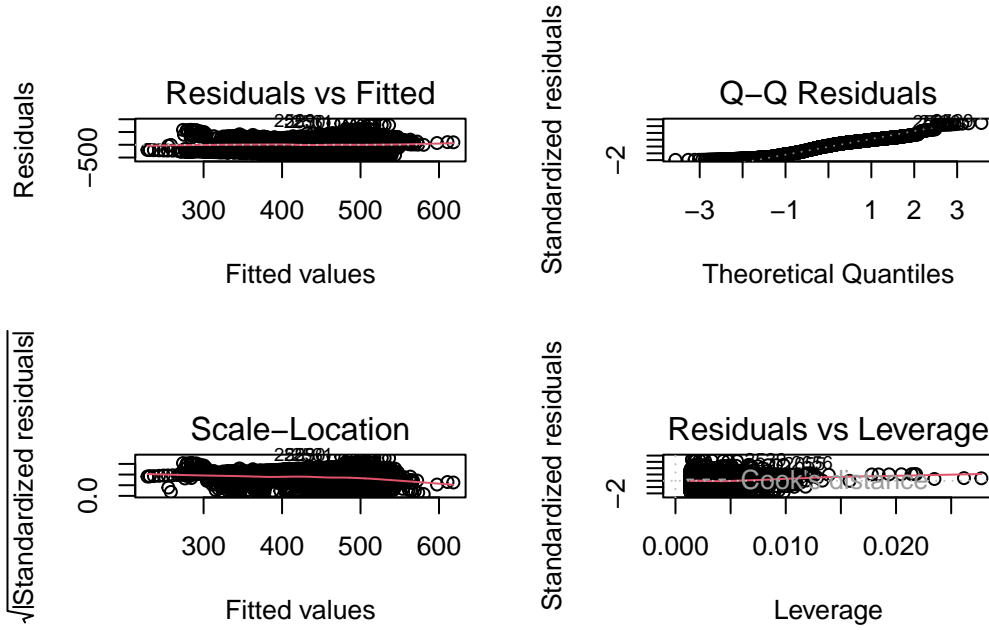 Residuals vs Fitted
Residuals
−500
300 400 500 600
Fitted values
Q−Q Residuals
Standardized residuals
−2
−3 −1 1 2 3
Theoretical Quantiles
Scale−Location
√|Standardized residuals|
0.0
300 400 500 600
Fitted values
Residuals vs Leverage
Standardized residuals
−2
Cook's distance
0.000 0.010 0.020
Leverage